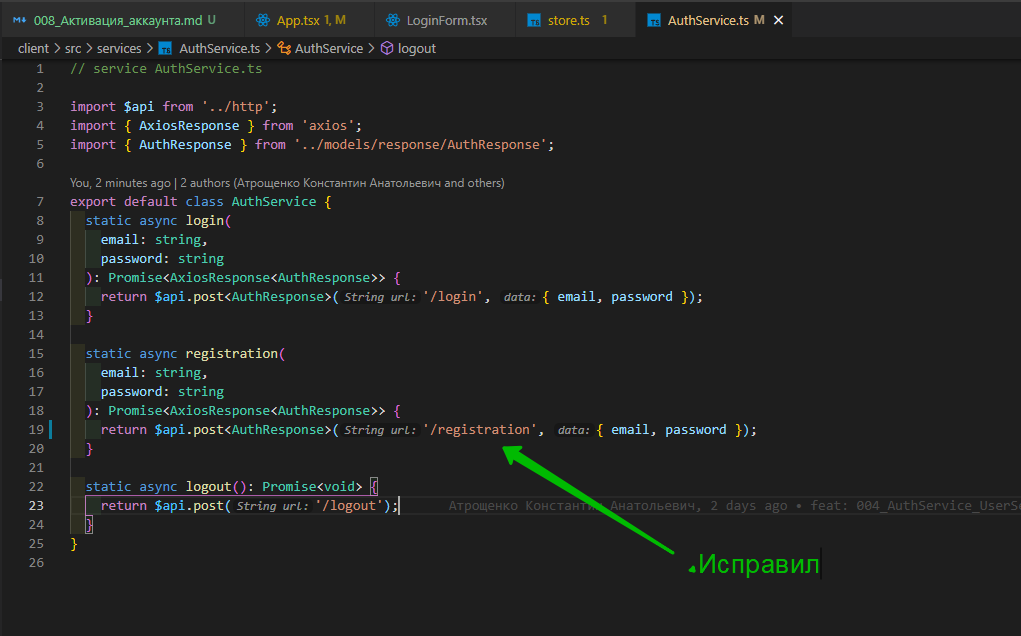 008_Активация_аккаунта.md U App.tsx 1, M LoginForm.tsx store.ts 1 AuthService.ts M
client > src > services > AuthService.ts > AuthService > logout
1 // service AuthService.ts
2
3 import $api from '../http';
4 import { AxiosResponse } from 'axios';
5 import { AuthResponse } from '../models/response/AuthResponse';
6
You, 2 minutes ago | 2 authors (Атрощенко Константин Анатольевич and others)
7 export default class AuthService {
8 static async login(
9 email: string,
10 password: string
11 ): Promise<AxiosResponse<AuthResponse>> {
12 return $api.post<AuthResponse>( String url: '/login', data: { email, password });
13 }
14
15 static async registration(
16 email: string,
17 password: string
18 ): Promise<AxiosResponse<AuthResponse>> {
19 return $api.post<AuthResponse>( String url: '/registration', data: { email, password });
20 }
21
22 static async logout(): Promise<void> {
23 return $api.post( String url: '/logout'); Атрощенко Константин Анатольевич, 2 days ago • feat: 004_AuthService_UserS
24 }
25 }
26
Исправил